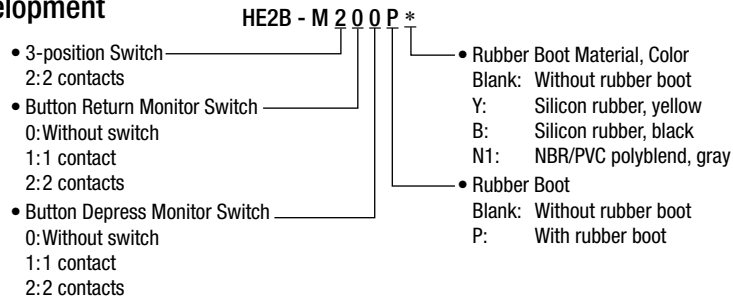 elopment
HE2B - M 2 0 0 P *
• 3-position Switch
2:2 contacts
• Button Return Monitor Switch
0:Without switch
1:1 contact
2:2 contacts
• Button Depress Monitor Switch
0:Without switch
1:1 contact
2:2 contacts
• Rubber Boot Material, Color
Blank: Without rubber boot
Y: Silicon rubber, yellow
B: Silicon rubber, black
N1: NBR/PVC polyblend, gray
• Rubber Boot
Blank: Without rubber boot
P: With rubber boot